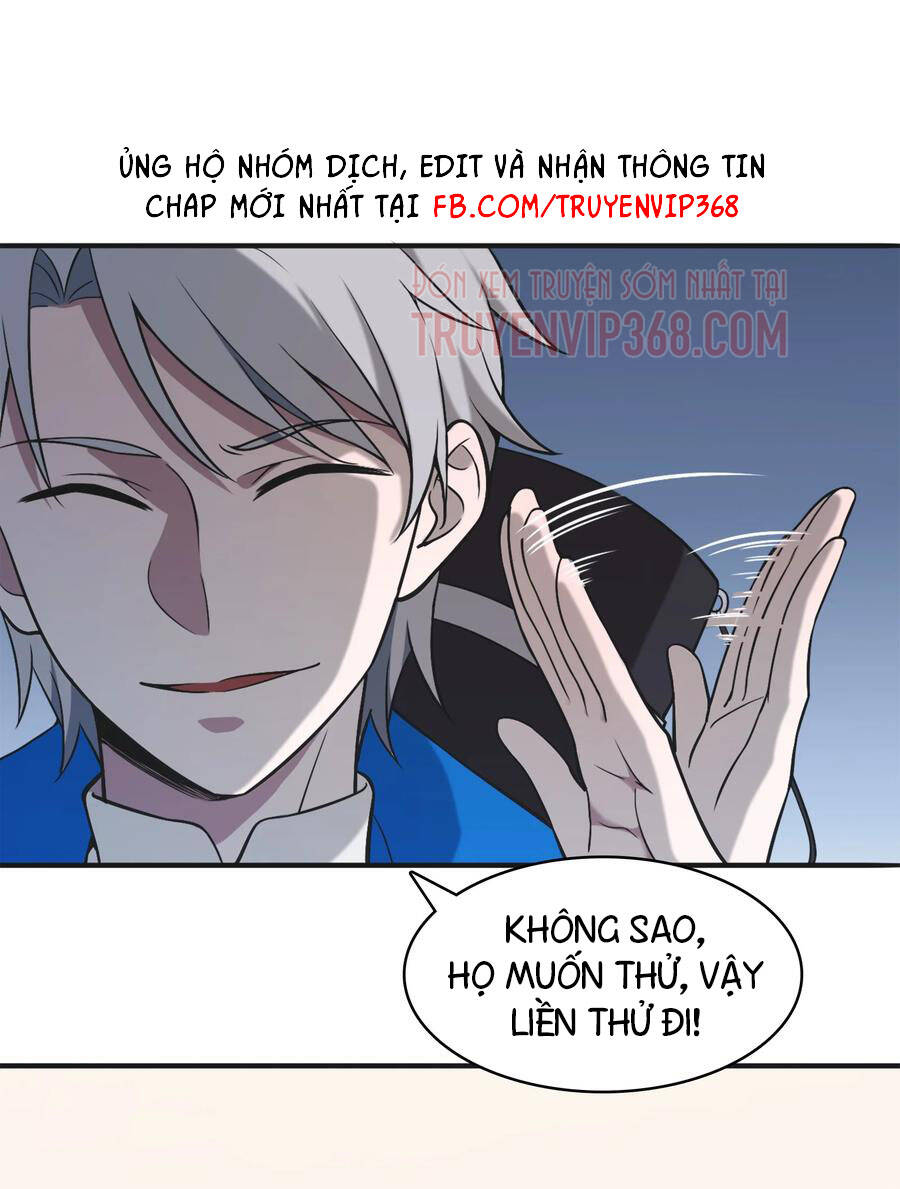 ỦNG HỘ NHÓM DỊCH, EDIT VÀ NHẬN THÔNG TIN
CHAP MỚI NHẤT TẠI FB.COM/TRUYENVIP368
ĐÓN XEM TRUYỆN SỚM NHẤT TẠI
TRUYENVIP368.COM
KHÔNG SAO,
HỌ MUỐN THỬ, VẬY
LIỀN THỬ ĐI!